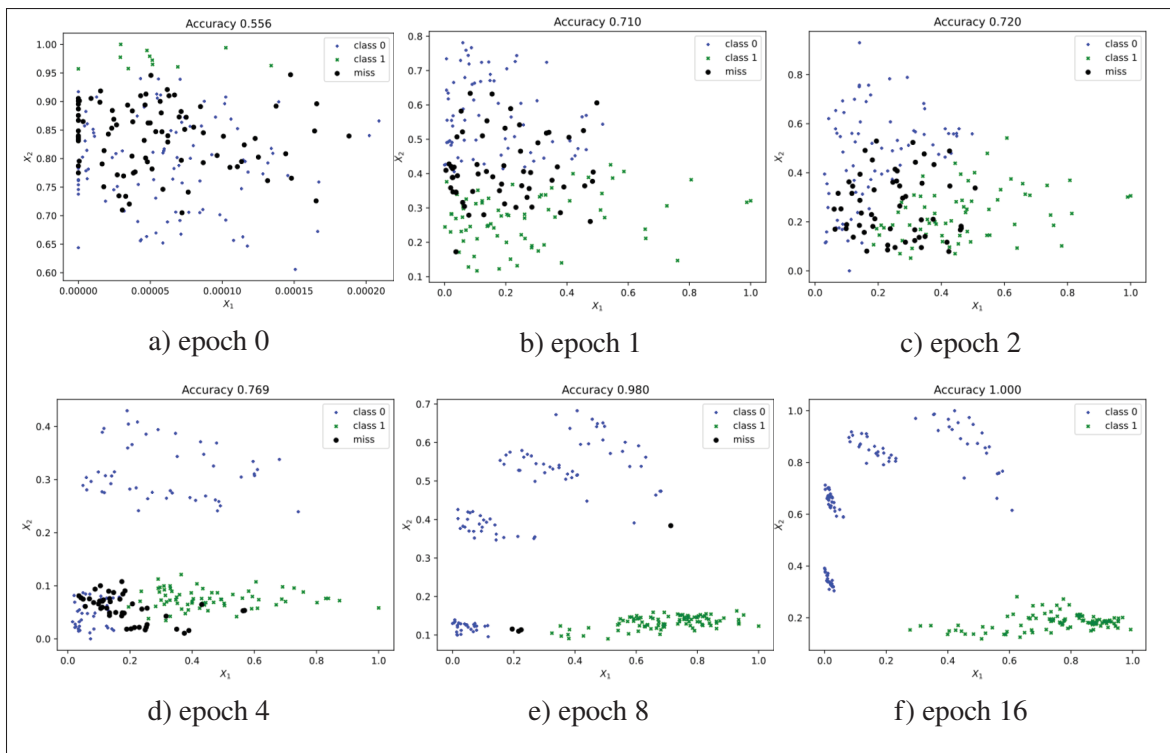 Accuracy 0.556
class 0
class 1
miss
1.00
0.95
0.90
0.85
0.80
0.75
0.70
0.65
0.60
X2
0.00000
0.00005
0.00010
0.00015
0.00020
X1
a) epoch 0
Accuracy 0.710
class 0
class 1
miss
0.8
0.7
0.6
0.5
0.4
0.3
0.2
0.1
X2
0.0
0.2
0.4
0.6
0.8
1.0
X1
b) epoch 1
Accuracy 0.720
class 0
class 1
miss
0.8
0.6
0.4
0.2
0.0
X2
0.0
0.2
0.4
0.6
0.8
1.0
X1
c) epoch 2
Accuracy 0.769
class 0
class 1
miss
0.4
0.3
0.2
0.1
0.0
X2
0.0
0.2
0.4
0.6
0.8
1.0
X1
d) epoch 4
Accuracy 0.980
class 0
class 1
miss
0.7
0.6
0.5
0.4
0.3
0.2
0.1
X2
0.0
0.2
0.4
0.6
0.8
1.0
X1
e) epoch 8
Accuracy 1.000
class 0
class 1
1.0
0.8
0.6
0.4
0.2
X2
0.0
0.2
0.4
0.6
0.8
1.0
X1
f) epoch 16